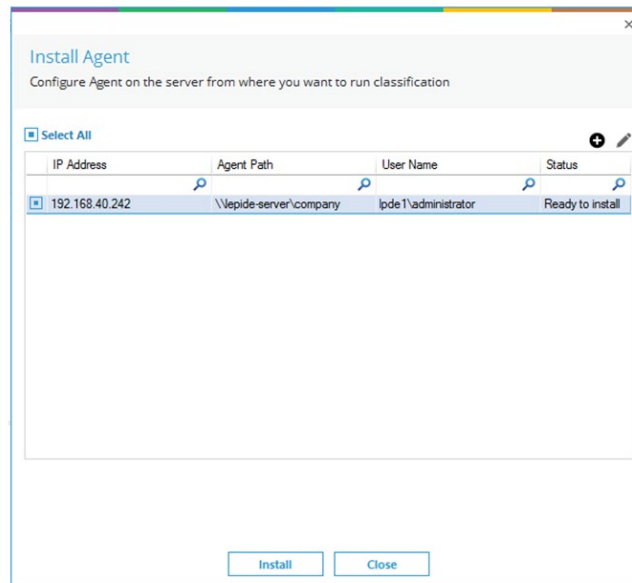 Install Agent
Configure Agent on the server from where you want to run classification
Select All
IP Address Agent Path User Name Status
192.168.40.242 \\lepide-server\company lpde1\administrator Ready to install
Install Close